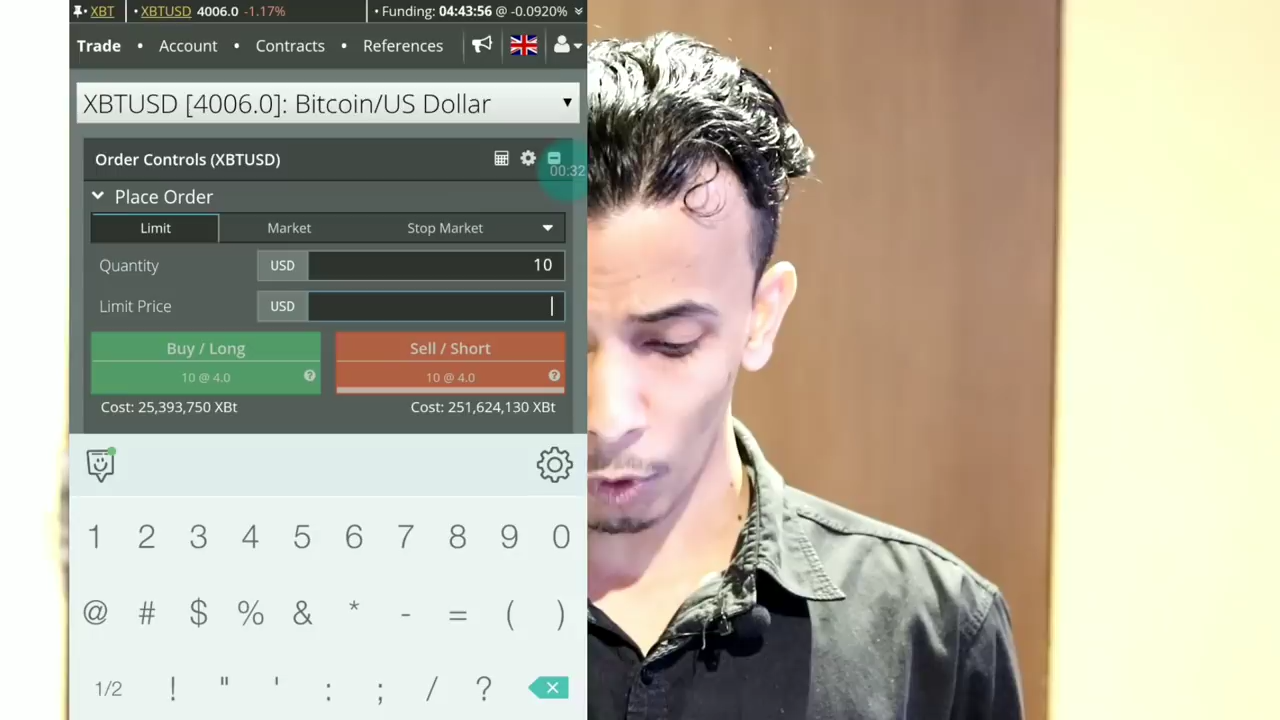 XBT • XBTUSD 4006.0 -1.17% • Funding: 04:43:56 @ -0.0920%
Trade • Account • Contracts • References
XBTUSD [4006.0]: Bitcoin/US Dollar
Order Controls (XBTUSD)
00:32
Place Order
Limit Market Stop Market
Quantity USD 10
Limit Price USD
Buy / Long Sell / Short
10 @ 4.0 ? 10 @ 4.0 ?
Cost: 25,393,750 XBt Cost: 251,624,130 XBt
1 2 3 4 5 6 7 8 9 0
@ # $ % & * - = ( )
1/2 ! " ' : ; / ?